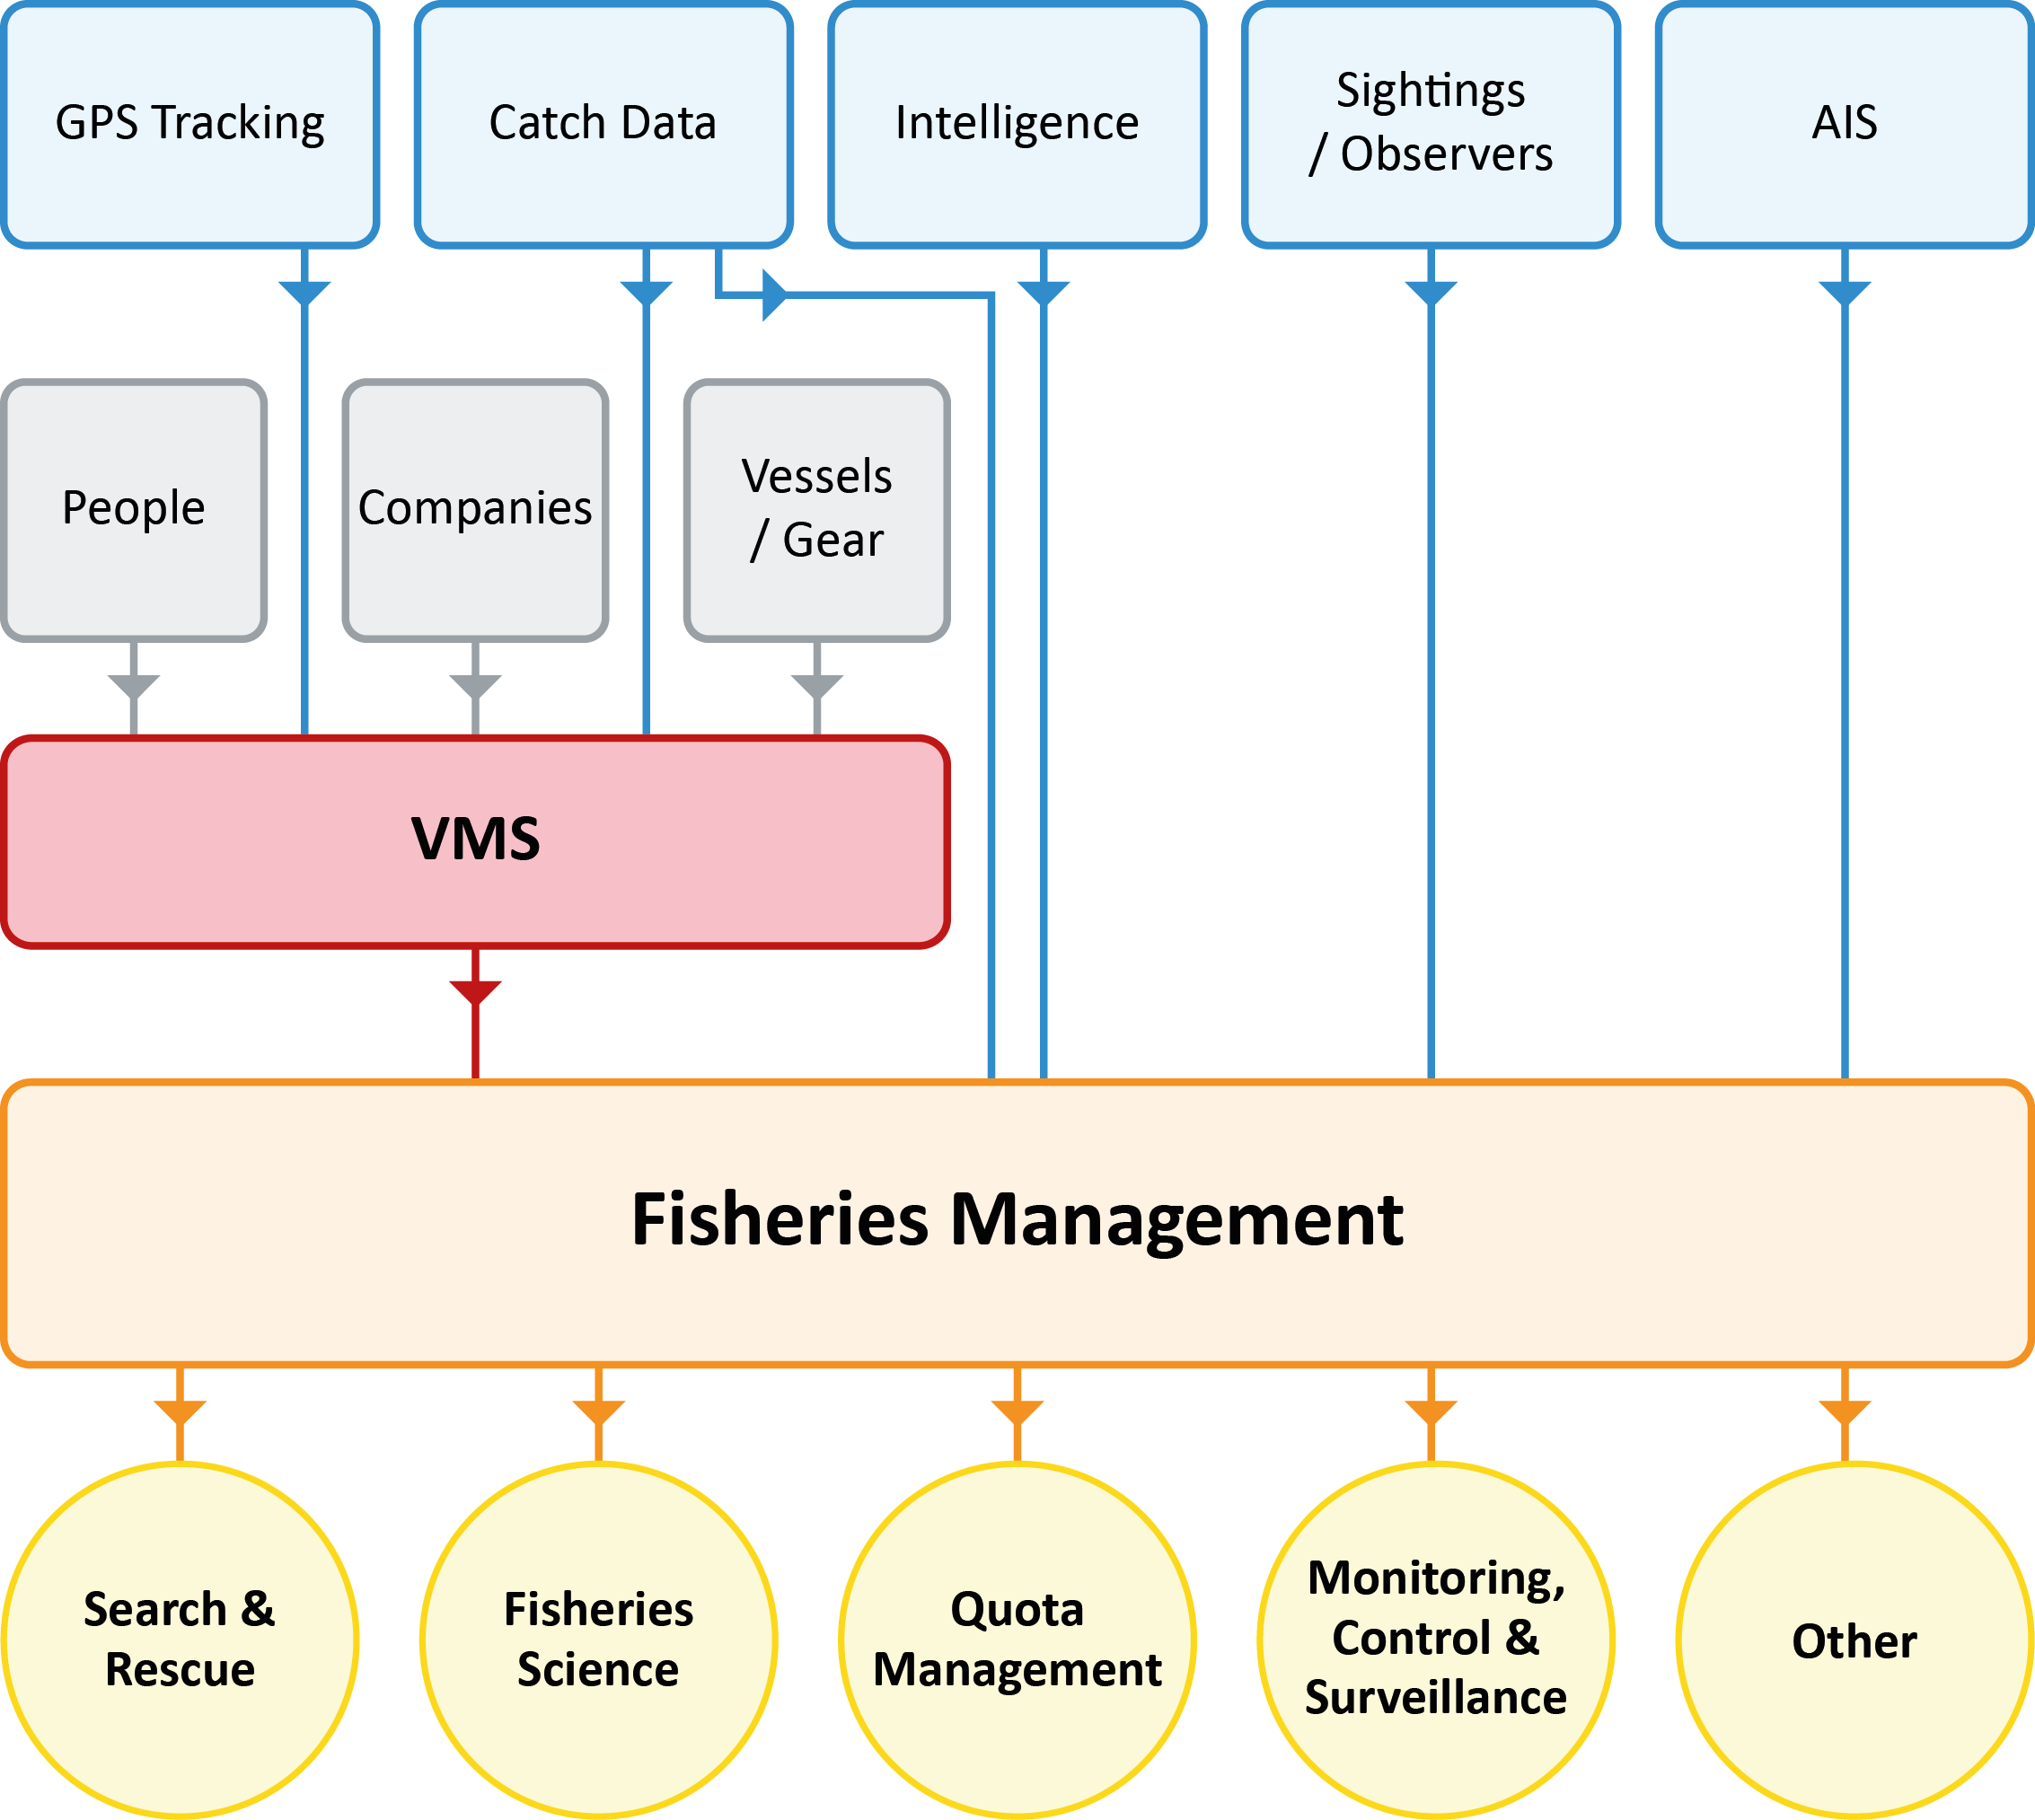 GPS Tracking
Catch Data
Intelligence
Sightings
/ Observers
AIS
People
Companies
Vessels
/ Gear
VMS
Fisheries Management
Search &
Rescue
Fisheries
Science
Quota
Management
Monitoring,
Control &
Surveillance
Other